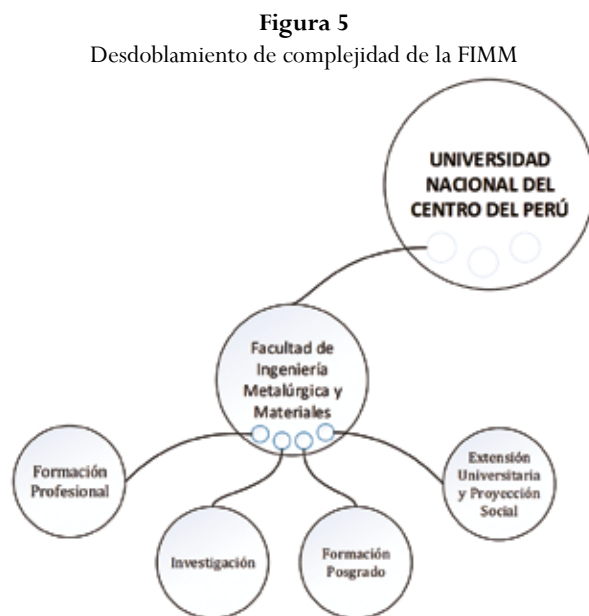 Figura 5
Desdoblamiento de complejidad de la FIMM
UNIVERSIDAD
NACIONAL DEL
CENTRO DEL PERÚ
Facultad de
Ingeniería
Metalúrgica y
Materiales
Formación
Profesional
Investigación
Formación
Posgrado
Extensión
Universitaria
y Proyección
Social